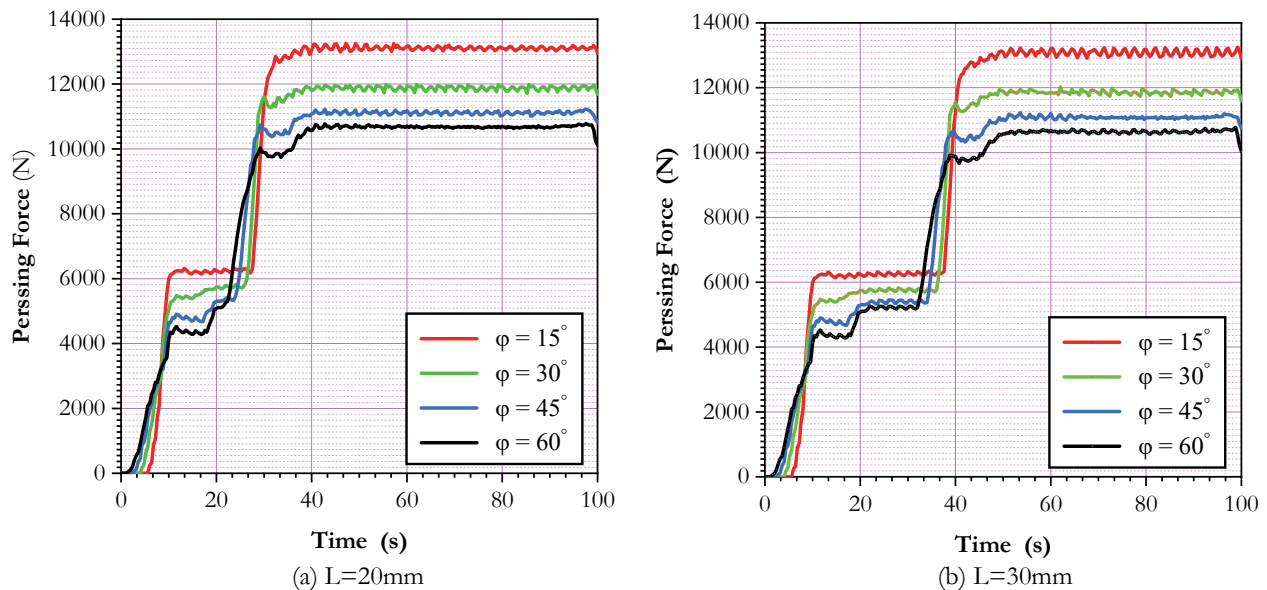 14000
12000
10000
8000
6000
4000
2000
0
Perssing Force (N)
φ = 15°
φ = 30°
φ = 45°
φ = 60°
0 20 40 60 80 100
Time (s)
(a) L=20mm
14000
12000
10000
8000
6000
4000
2000
0
Perssing Force (N)
φ = 15°
φ = 30°
φ = 45°
φ = 60°
0 20 40 60 80 100
Time (s)
(b) L=30mm